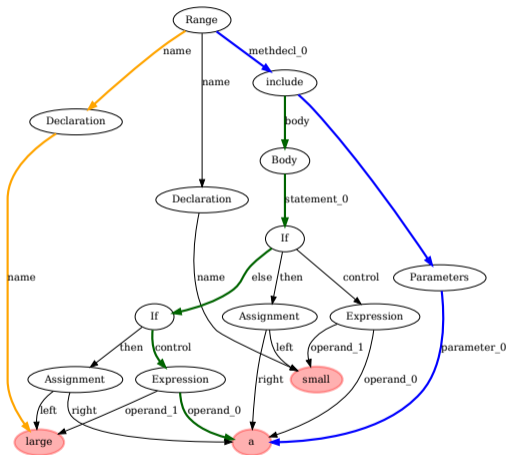 Range
name
methdecl_0
name
include
Declaration
body
Body
Declaration
statement_0
If
name
name
else
then
control
Parameters
If
Assignment
Expression
then
control
left
operand_1
parameter_0
Assignment
Expression
small
right
operand_0
left
right
operand_1
operand_0
large
a